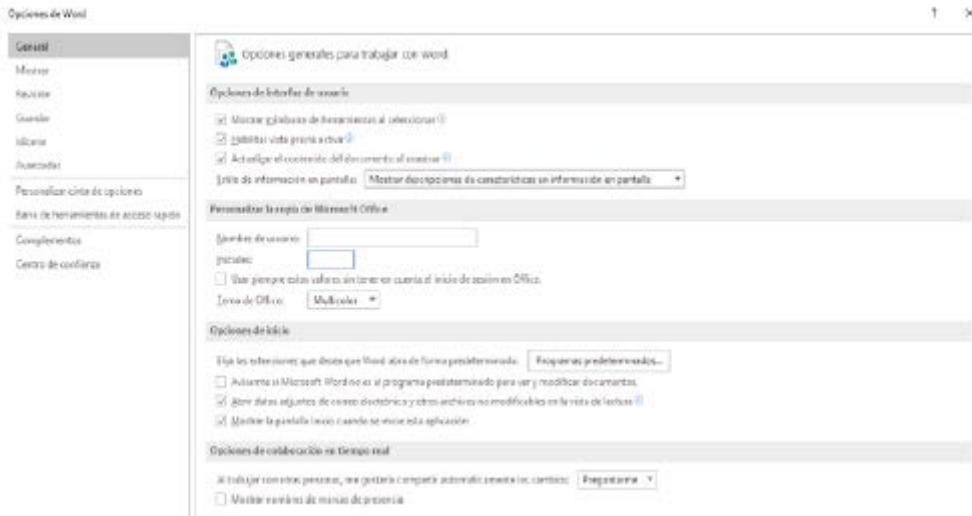 Opciones de Word
?
General
Mostrar
Revisión
Guardar
Idioma
Avanzadas
Personalizar cinta de opciones
Barra de herramientas de acceso rápido
Complementos
Centro de confianza
Opciones generales para trabajar con Word.
Opciones de interfaz de usuario
Mostrar minibarra de herramientas al seleccionar
Habilitar vista previa activa
Actualizar el contenido del documento al arrastrar
Estilo de información en pantalla: Mostrar descripciones de características en información en pantalla
Personalizar la copia de Microsoft Office
Nombre de usuario:
Iniciales:
Usar siempre estos valores sin tener en cuenta el inicio de sesión en Office.
Tema de Office: Multicolor
Opciones de inicio
Elija las extensiones que desea que Word abra de forma predeterminada: Programas predeterminados...
Avisarme si Microsoft Word no es el programa predeterminado para ver y modificar documentos.
Abrir datos adjuntos de correo electrónico y otros archivos no modificables en la vista de lectura
Mostrar la pantalla Inicio cuando se inicie esta aplicación
Opciones de colaboración en tiempo real
Al trabajar con otras personas, me gustaría compartir automáticamente los cambios: Preguntarme
Mostrar nombres de marcas de presencia